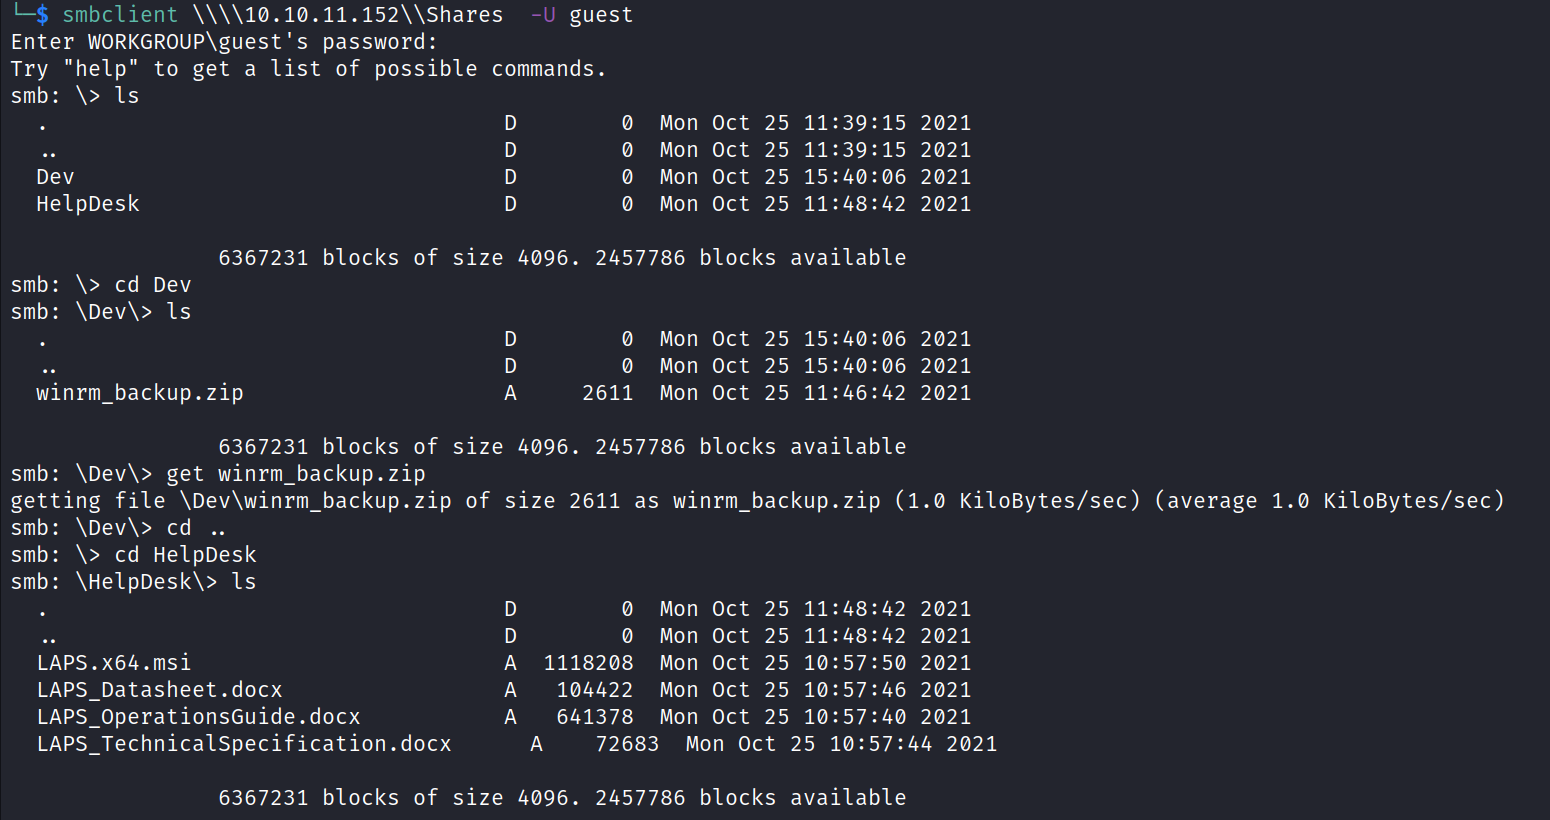 └─$ smbclient \\\\10.10.11.152\\Shares  -U guest
Enter WORKGROUP\guest's password:
Try "help" to get a list of possible commands.
smb: \> ls
  .                                   D        0  Mon Oct 25 11:39:15 2021
  ..                                  D        0  Mon Oct 25 11:39:15 2021
  Dev                                 D        0  Mon Oct 25 15:40:06 2021
  HelpDesk                            D        0  Mon Oct 25 11:48:42 2021
                6367231 blocks of size 4096. 2457786 blocks available
smb: \> cd Dev
smb: \Dev\> ls
  .                                   D        0  Mon Oct 25 15:40:06 2021
  ..                                  D        0  Mon Oct 25 15:40:06 2021
  winrm_backup.zip                    A     2611  Mon Oct 25 11:46:42 2021
                6367231 blocks of size 4096. 2457786 blocks available
smb: \Dev\> get winrm_backup.zip
getting file \Dev\winrm_backup.zip of size 2611 as winrm_backup.zip (1.0 KiloBytes/sec) (average 1.0 KiloBytes/sec)
smb: \Dev\> cd ..
smb: \> cd HelpDesk
smb: \HelpDesk\> ls
  .                                   D        0  Mon Oct 25 11:48:42 2021
  ..                                  D        0  Mon Oct 25 11:48:42 2021
  LAPS.x64.msi                        A  1118208  Mon Oct 25 10:57:50 2021
  LAPS_Datasheet.docx                 A   104422  Mon Oct 25 10:57:46 2021
  LAPS_OperationsGuide.docx           A   641378  Mon Oct 25 10:57:40 2021
  LAPS_TechnicalSpecification.docx      A    72683  Mon Oct 25 10:57:44 2021
                6367231 blocks of size 4096. 2457786 blocks available